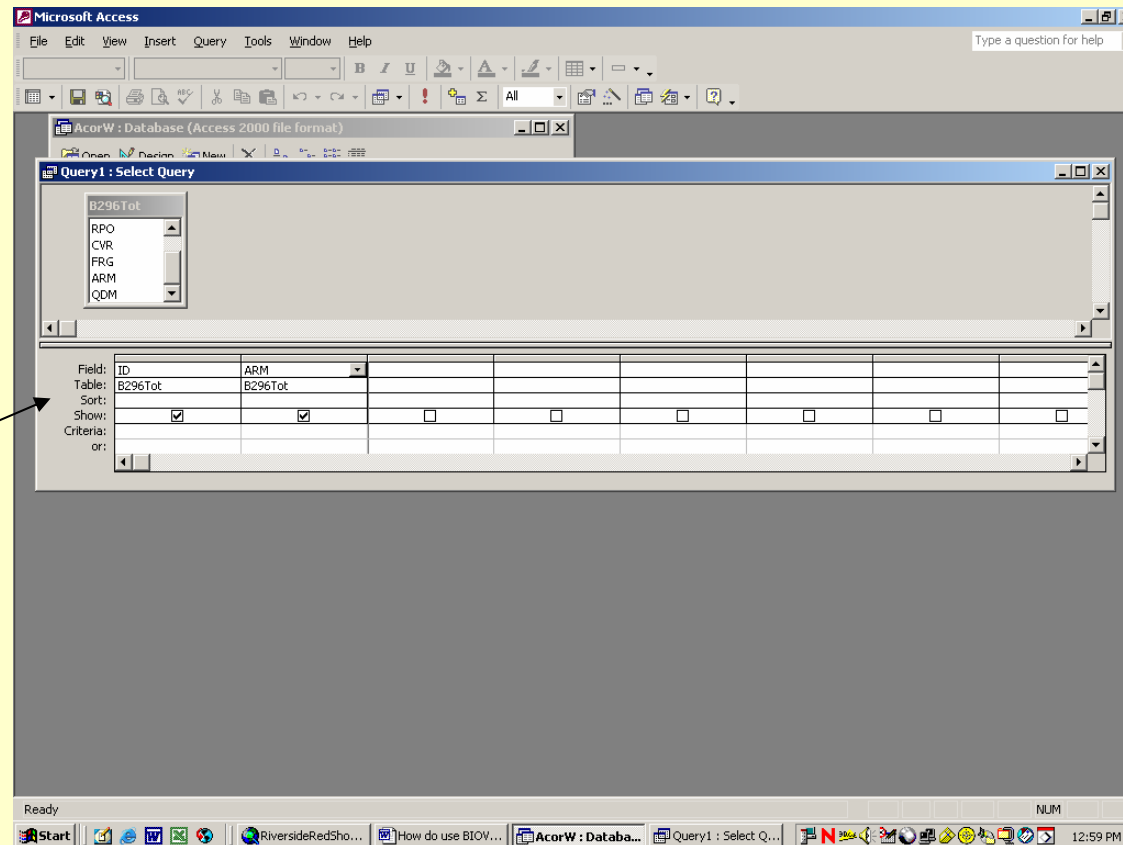 Microsoft Access
File Edit View Insert Query Tools Window Help
Type a question for help
B I U A
Σ All
AcorW : Database (Access 2000 file format)
Open Design New
Query1 : Select Query
B296Tot
RPO
CVR
FRG
ARM
QDM
Field: ID ARM
Table: B296Tot B296Tot
Sort:
Show:
Criteria:
or:
Ready
NUM
Start RiversideRedSho... How do use BIOV... AcorW : Databa... Query1 : Select Q... 12:59 PM